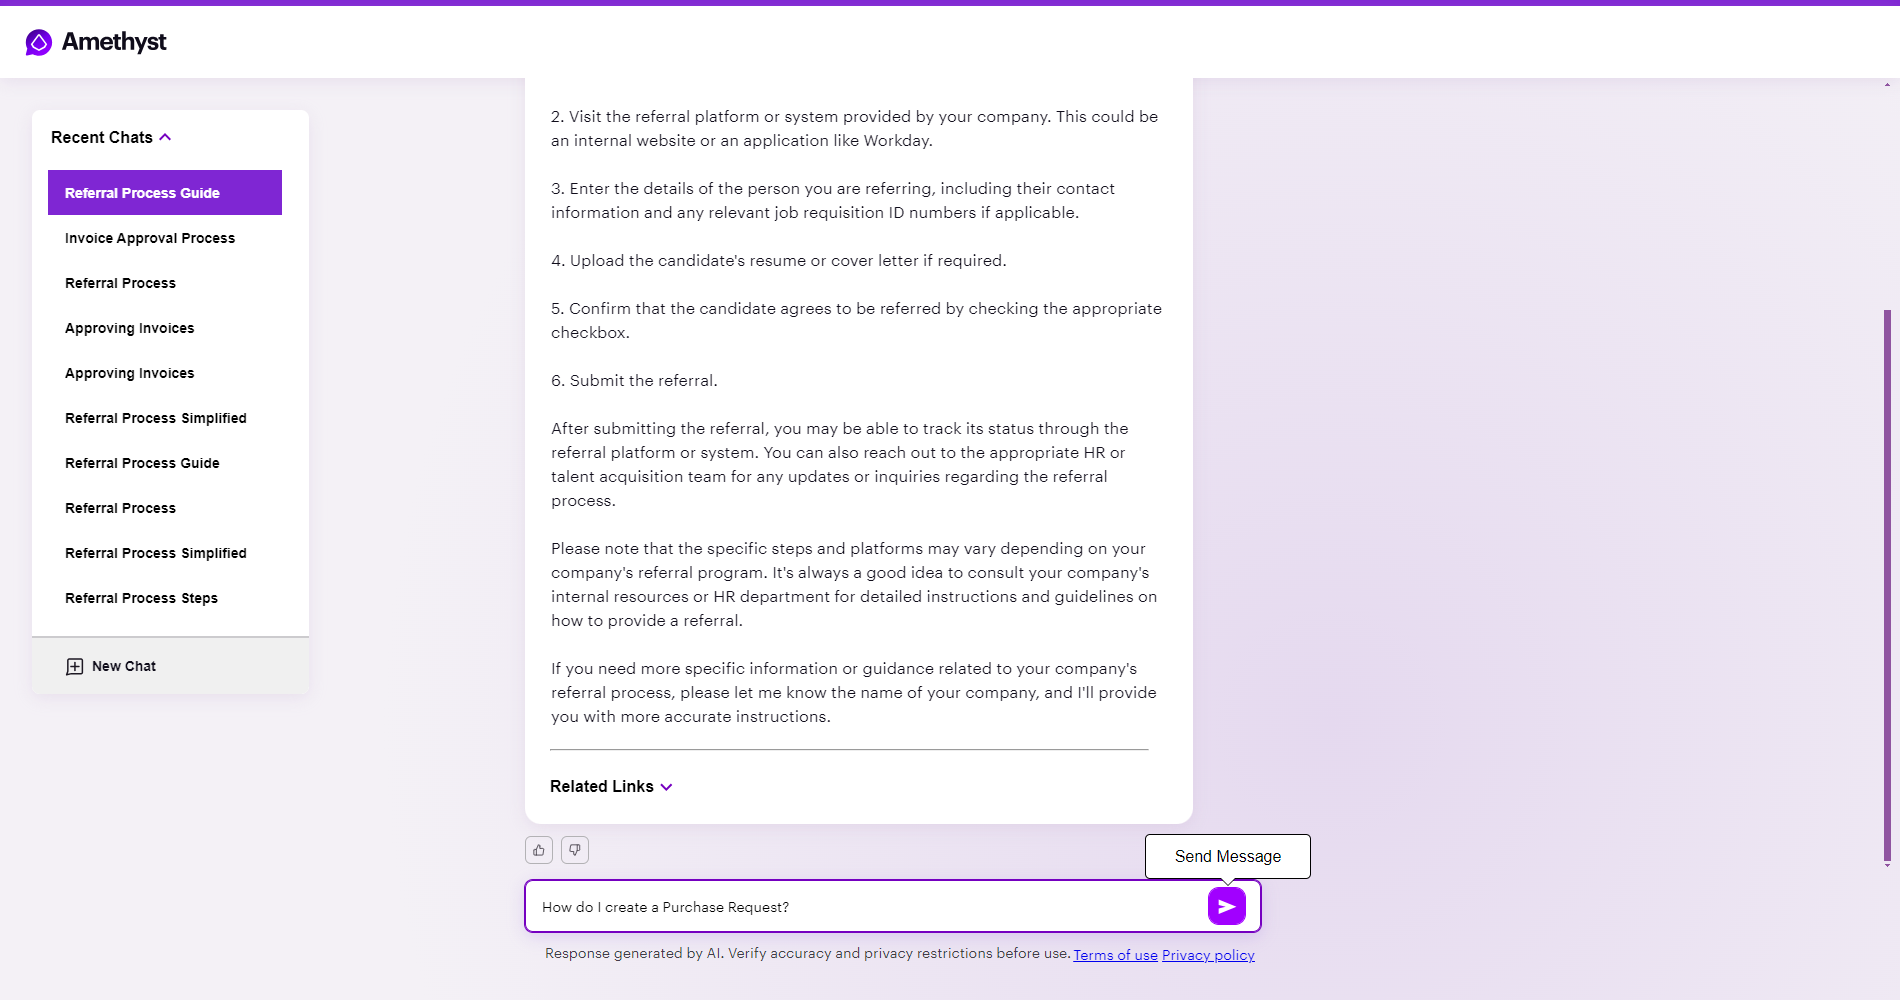 Amethyst
Recent Chats
Referral Process Guide
Invoice Approval Process
Referral Process
Approving Invoices
Approving Invoices
Referral Process Simplified
Referral Process Guide
Referral Process
Referral Process Simplified
Referral Process Steps
New Chat
2. Visit the referral platform or system provided by your company. This could be
an internal website or an application like Workday.
3. Enter the details of the person you are referring, including their contact
information and any relevant job requisition ID numbers if applicable.
4. Upload the candidate's resume or cover letter if required.
5. Confirm that the candidate agrees to be referred by checking the appropriate
checkbox.
6. Submit the referral.
After submitting the referral, you may be able to track its status through the
referral platform or system. You can also reach out to the appropriate HR or
talent acquisition team for any updates or inquiries regarding the referral
process.
Please note that the specific steps and platforms may vary depending on your
company's referral program. It's always a good idea to consult your company's
internal resources or HR department for detailed instructions and guidelines on
how to provide a referral.
If you need more specific information or guidance related to your company's
referral process, please let me know the name of your company, and I'll provide
you with more accurate instructions.
Related Links
Send Message
How do I create a Purchase Request?
Response generated by AI. Verify accuracy and privacy restrictions before use. Terms of use Privacy policy